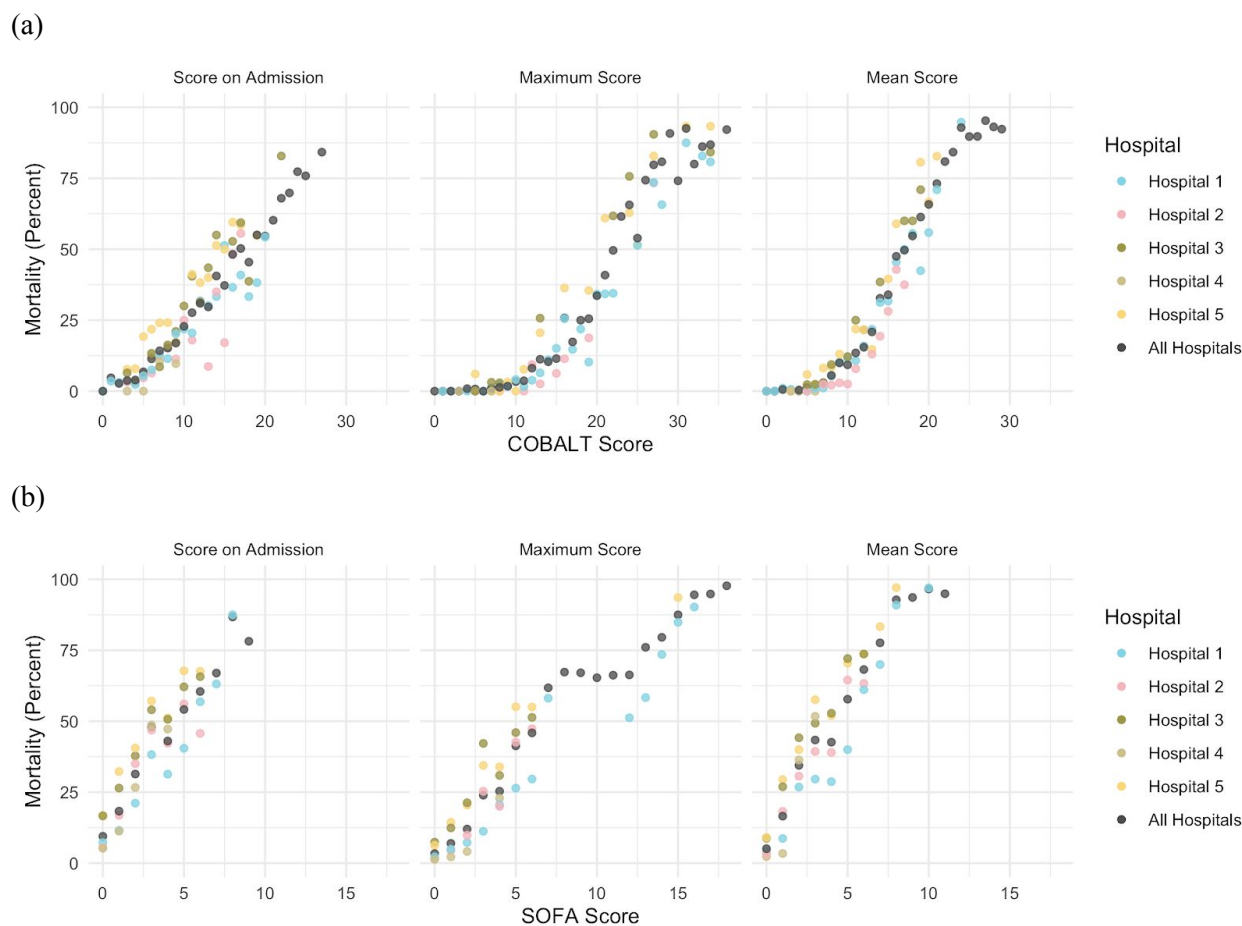 (a)
Score on Admission Maximum Score Mean Score
100
75
50
25
0
Mortality (Percent)
0 10 20 30 0 10 20 30 0 10 20 30
COBALT Score
Hospital
Hospital 1
Hospital 2
Hospital 3
Hospital 4
Hospital 5
All Hospitals
(b)
Score on Admission Maximum Score Mean Score
100
75
50
25
0
Mortality (Percent)
0 5 10 15 0 5 10 15 0 5 10 15
SOFA Score
Hospital
Hospital 1
Hospital 2
Hospital 3
Hospital 4
Hospital 5
All Hospitals